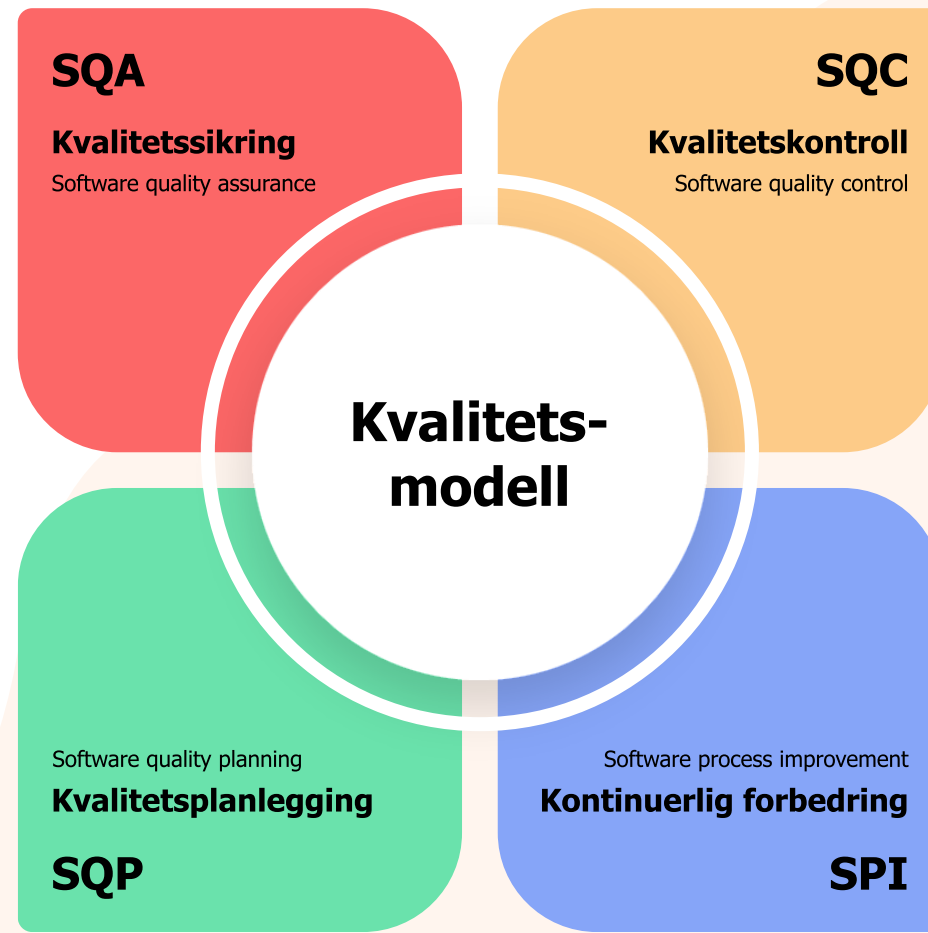 SQA
Kvalitetssikring
Software quality assurance
SQC
Kvalitetskontroll
Software quality control
Kvalitets-
modell
Software quality planning
Kvalitetsplanlegging
SQP
Software process improvement
Kontinuerlig forbedring
SPI